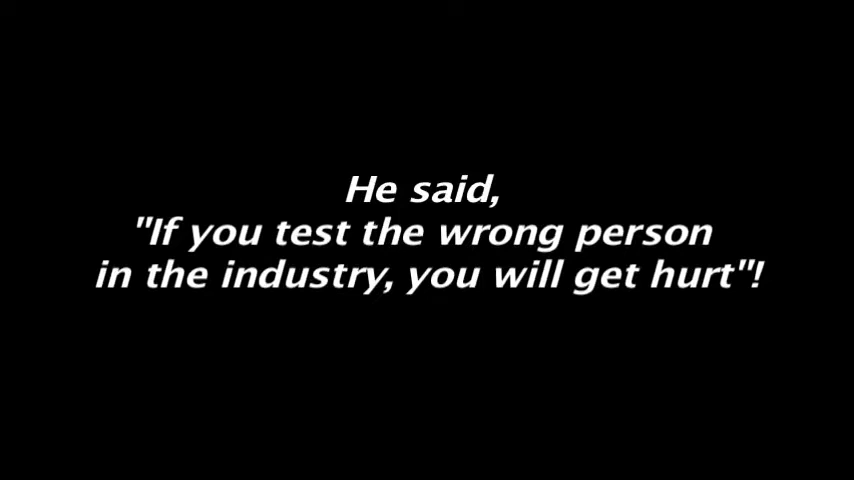 He said,
"If you test the wrong person
in the industry, you will get hurt"!